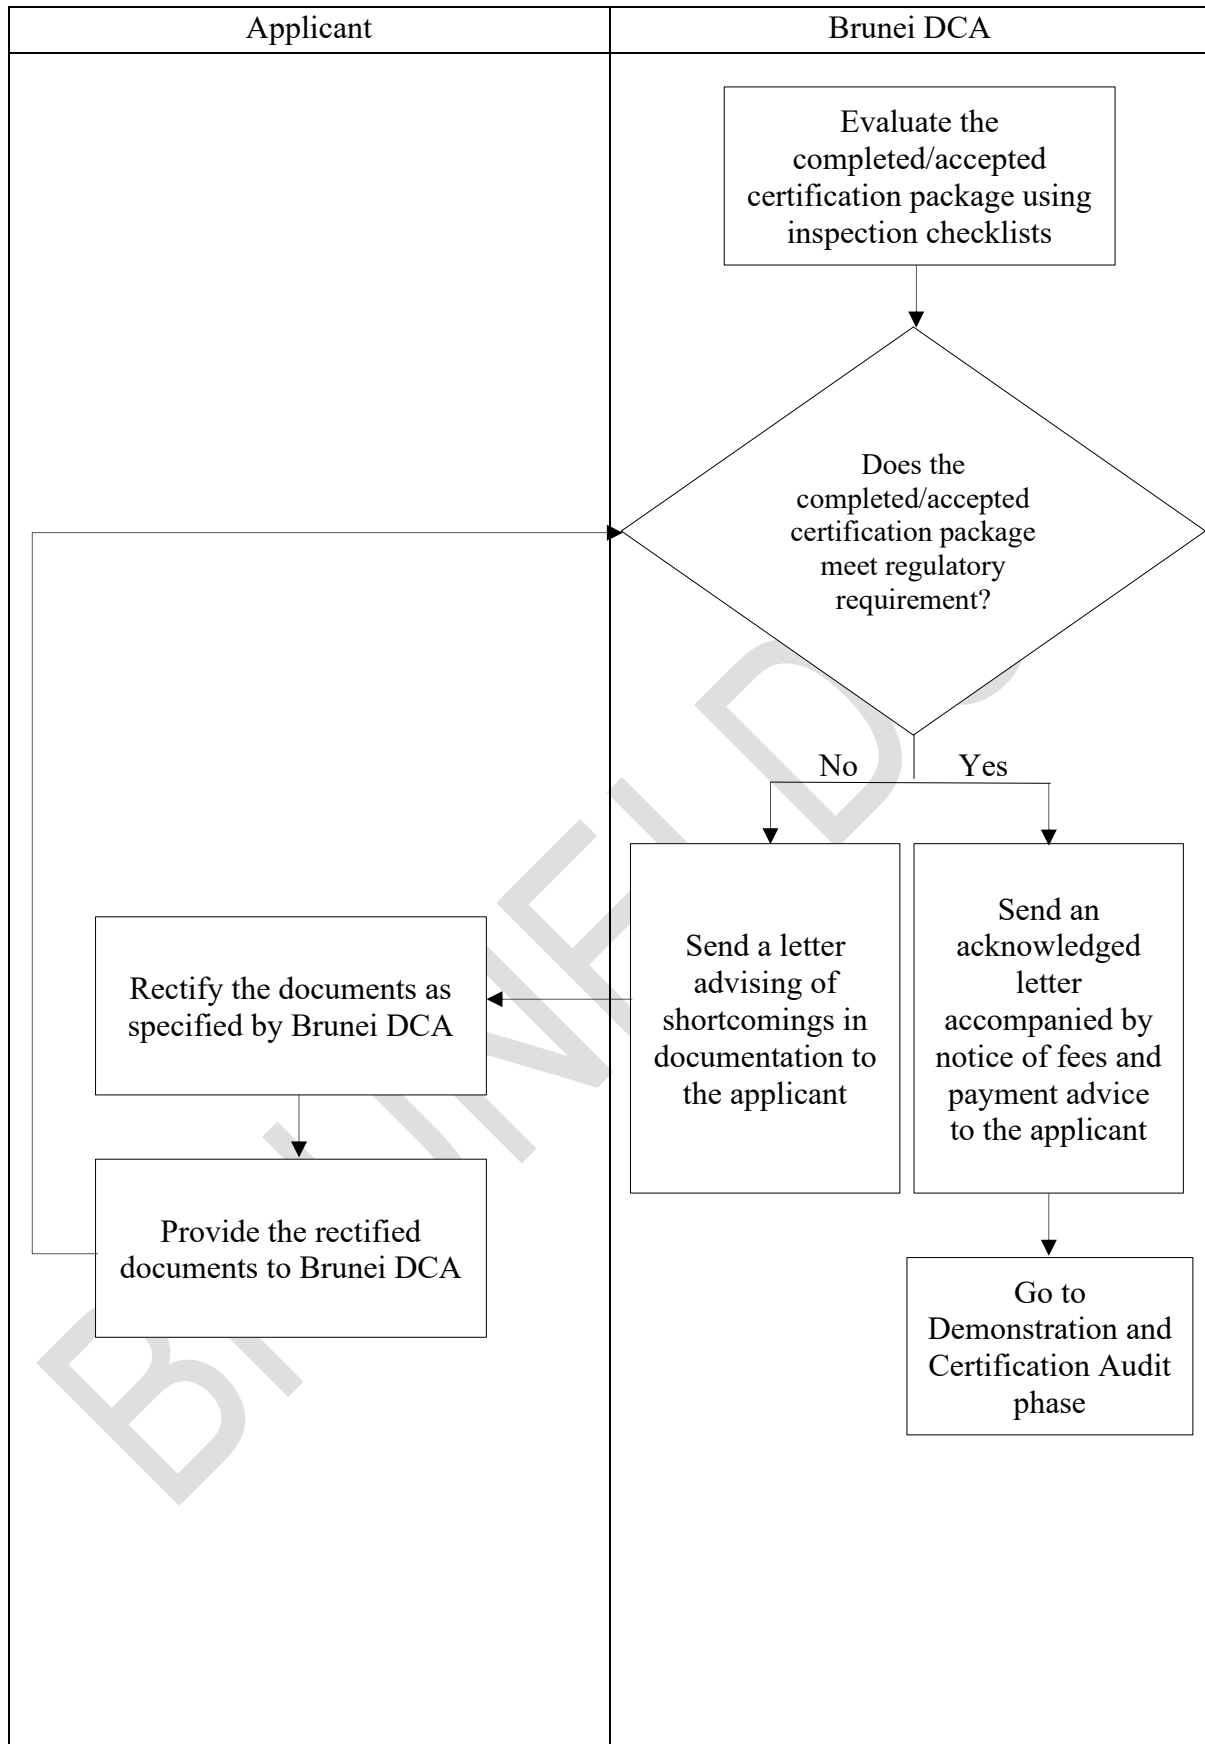 Applicant
Brunei DCA
Evaluate the
completed/accepted
certification package using
inspection checklists
Does the
completed/accepted
certification package
meet regulatory
requirement?
No
Yes
Send a letter
advising of
shortcomings in
documentation to
the applicant
Send an
acknowledged
letter
accompanied by
notice of fees and
payment advice
to the applicant
Rectify the documents as
specified by Brunei DCA
Provide the rectified
documents to Brunei DCA
Go to
Demonstration and
Certification Audit
phase